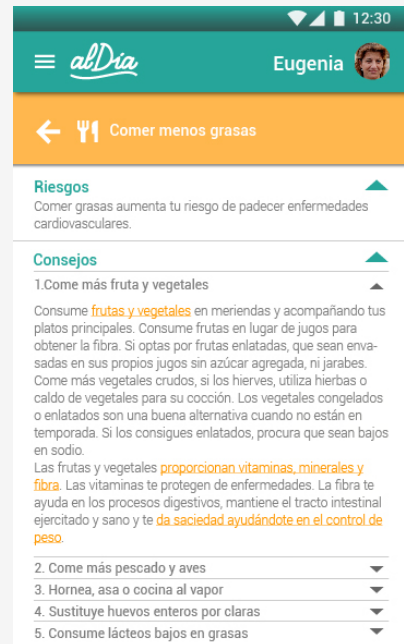 12:30
alDía
Eugenia
Comer menos grasas
Riesgos
Comer grasas aumenta tu riesgo de padecer enfermedades
cardiovasculares.
Consejos
1.Come más fruta y vegetales
Consume frutas y vegetales en meriendas y acompañando tus
platos principales. Consume frutas en lugar de jugos para
obtener la fibra. Si optas por frutas enlatadas, que sean enva-
sadas en sus propios jugos sin azúcar agregada, ni jarabes.
Come más vegetales crudos, si los hierves, utiliza hierbas o
caldo de vegetales para su cocción. Los vegetales congelados
o enlatados son una buena alternativa cuando no están en
temporada. Si los consigues enlatados, procura que sean bajos
en sodio.
Las frutas y vegetales proporcionan vitaminas, minerales y
fibra. Las vitaminas te protegen de enfermedades. La fibra te
ayuda en los procesos digestivos, mantiene el tracto intestinal
ejercitado y sano y te da saciedad ayudándote en el control de
peso.
2. Come más pescado y aves
3. Hornea, asa o cocina al vapor
4. Sustituye huevos enteros por claras
5. Consume lácteos bajos en grasas